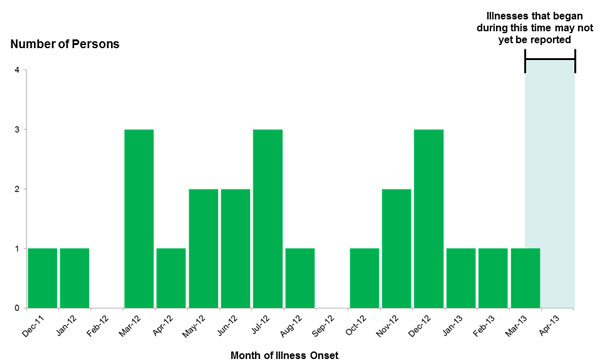 Illnesses that began
during this time may not
yet be reported
Number of Persons
4
3
2
1
0
Dec-11
Jan-12
Feb-12
Mar-12
Apr-12
May-12
Jun-12
Jul-12
Aug-12
Sep-12
Oct-12
Nov-12
Dec-12
Jan-13
Feb-13
Mar-13
Apr-13
Month of Illness Onset